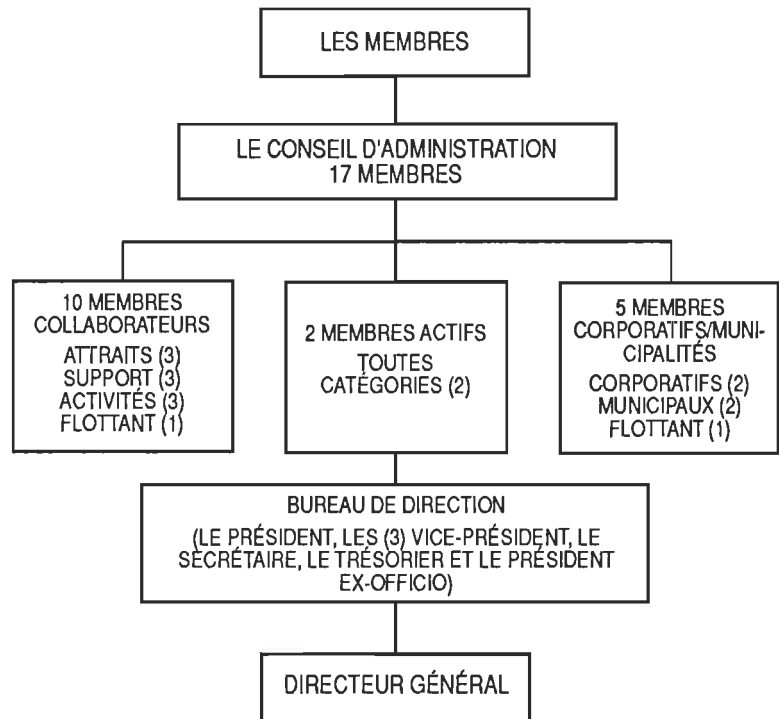 LES MEMBRES
LE CONSEIL D'ADMINISTRATION
17 MEMBRES
10 MEMBRES
COLLABORATEURS
ATTRAITS (3)
SUPPORT (3)
ACTIVITÉS (3)
FLOTTANT (1)
2 MEMBRES ACTIFS
TOUTES
CATÉGORIES (2)
5 MEMBRES
CORPORATIFS/MUNI-
CIPALITÉS
CORPORATIFS (2)
MUNICIPAUX (2)
FLOTTANT (1)
BUREAU DE DIRECTION
(LE PRÉSIDENT, LES (3) VICE-PRÉSIDENT, LE
SECRÉTAIRE, LE TRÉSORIER ET LE PRÉSIDENT
EX-OFFICIO)
DIRECTEUR GÉNÉRAL